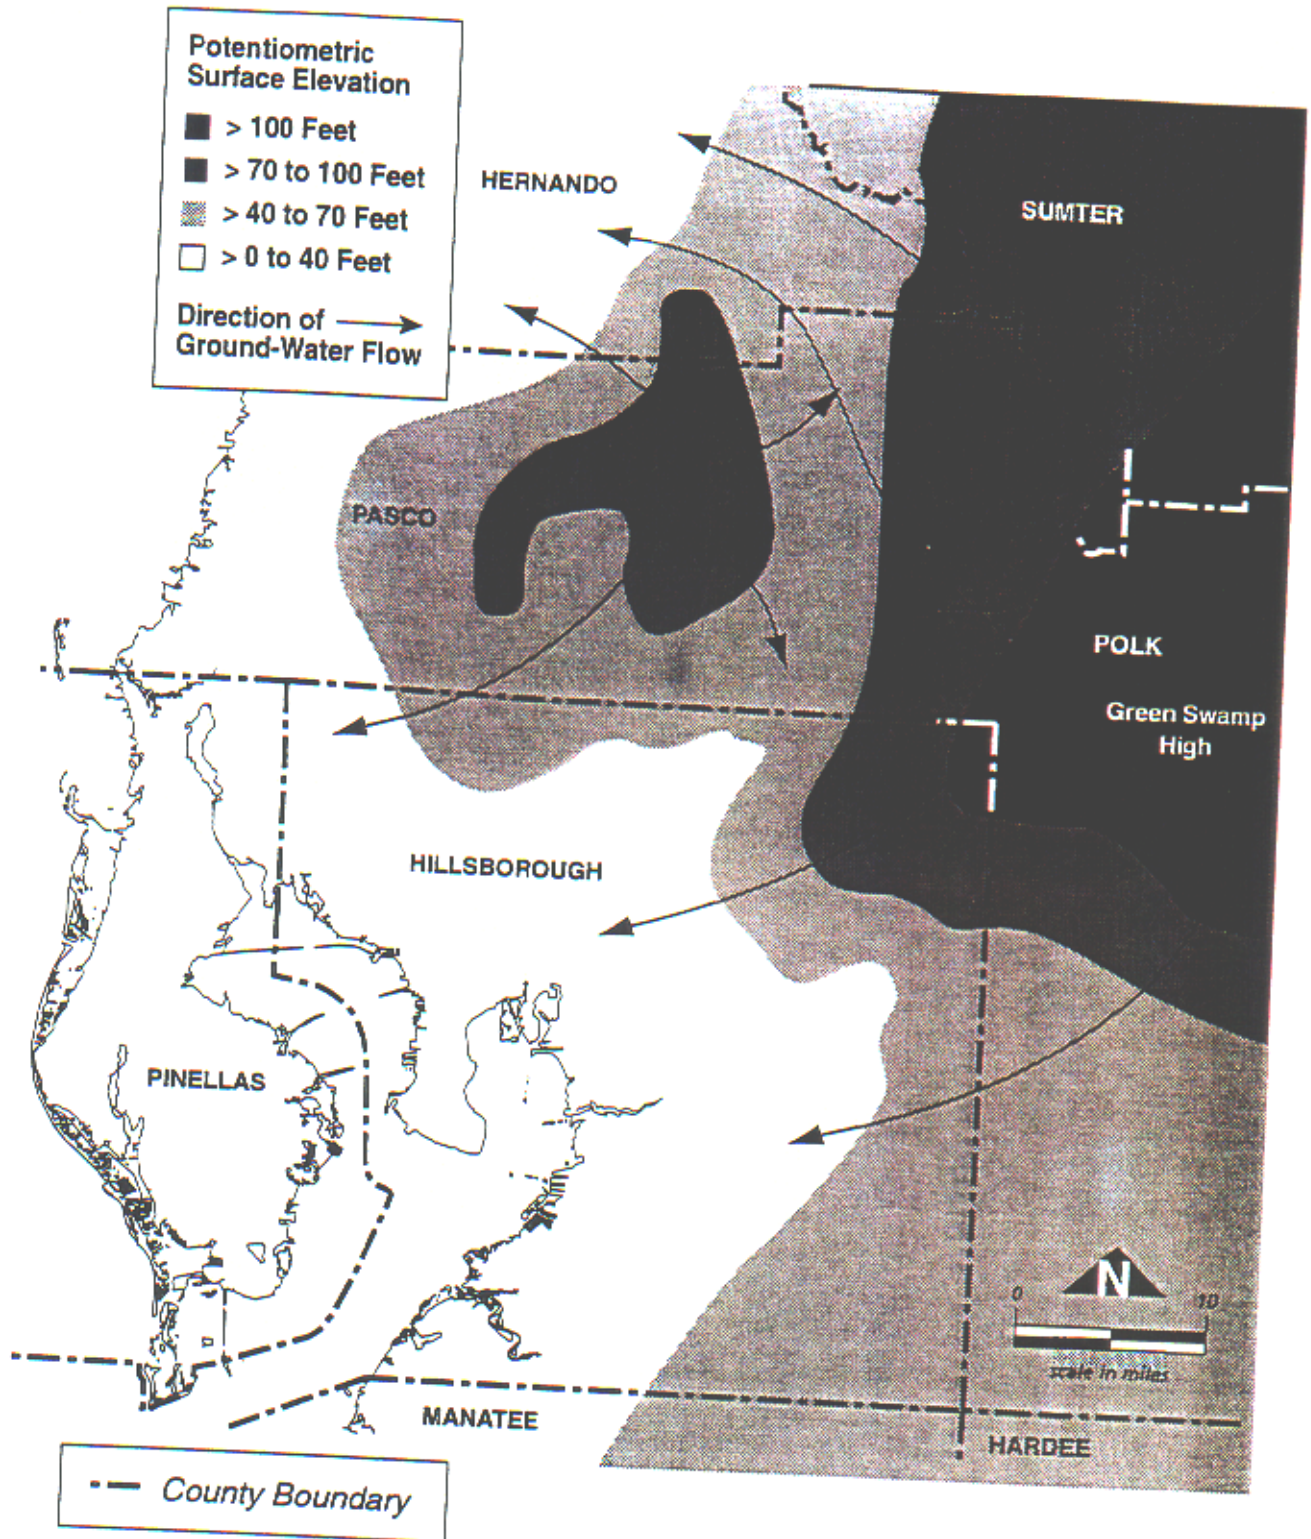 Potentiometric
Surface Elevation
> 100 Feet
> 70 to 100 Feet
> 40 to 70 Feet
> 0 to 40 Feet
Direction of
Ground-Water Flow
HERNANDO
SUMTER
PASCO
POLK
Green Swamp
High
HILLSBOROUGH
PINELLAS
N
0 10
scale in miles
MANATEE
HARDEE
County Boundary